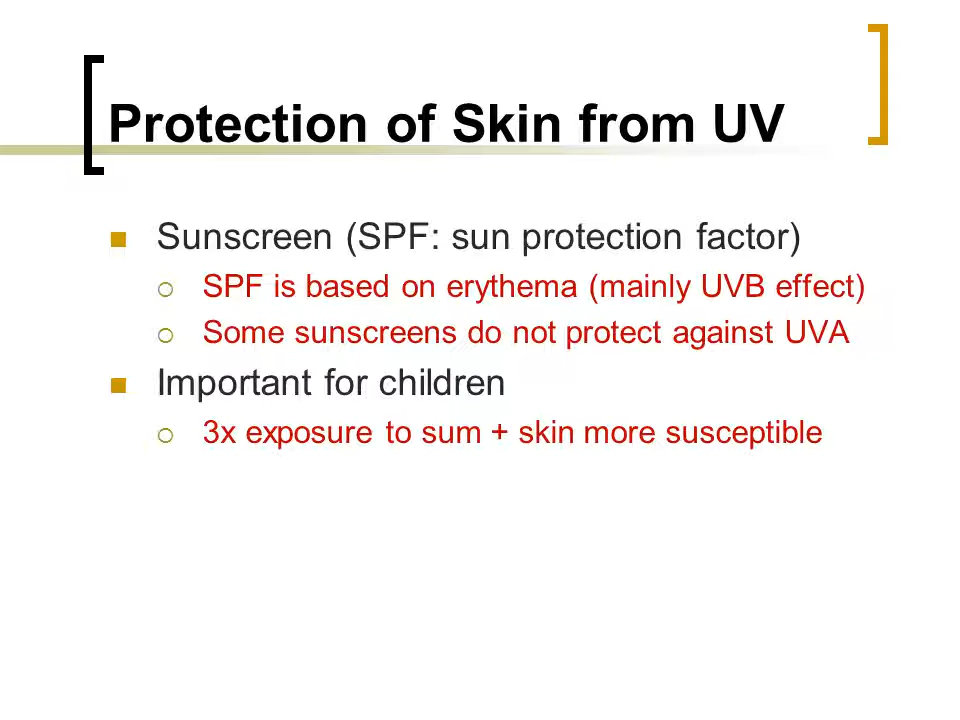 Protection of Skin from UV
Sunscreen (SPF: sun protection factor)
SPF is based on erythema (mainly UVB effect)
Some sunscreens do not protect against UVA
Important for children
3x exposure to sum + skin more susceptible